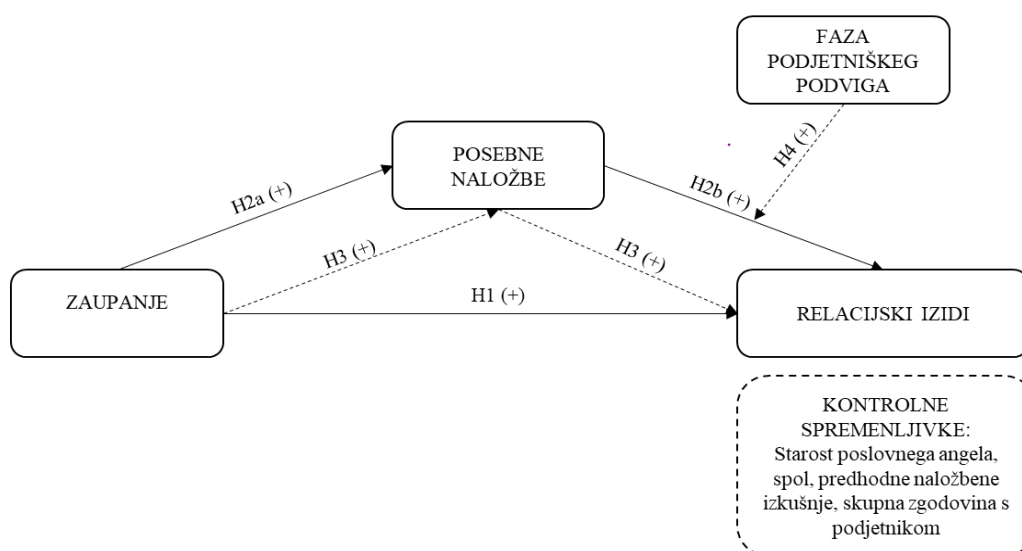 FAZA
PODJETNIŠKEG
PODVIGA
H4 (+)
POSEBNE
NALOŽBE
H2a (+)
H2b (+)
H3 (+)
H3 (+)
ZAUPANJE
H1 (+)
RELACIJSKI IZIDI
KONTROLNE
SPREMENLJIVKE:
Starost poslovnega angela,
spol, predhodne naložbene
izkušnje, skupna zgodovina s
podjetnikom